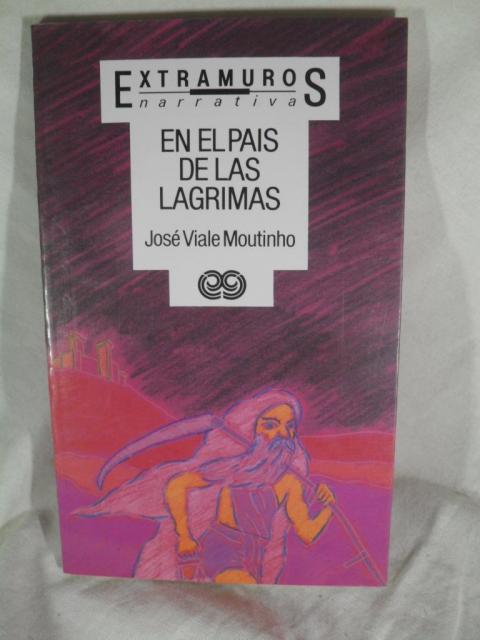 EXTRAMUROS
narrativa
EN EL PAIS
DE LAS
LAGRIMAS
José Viale Moutinho